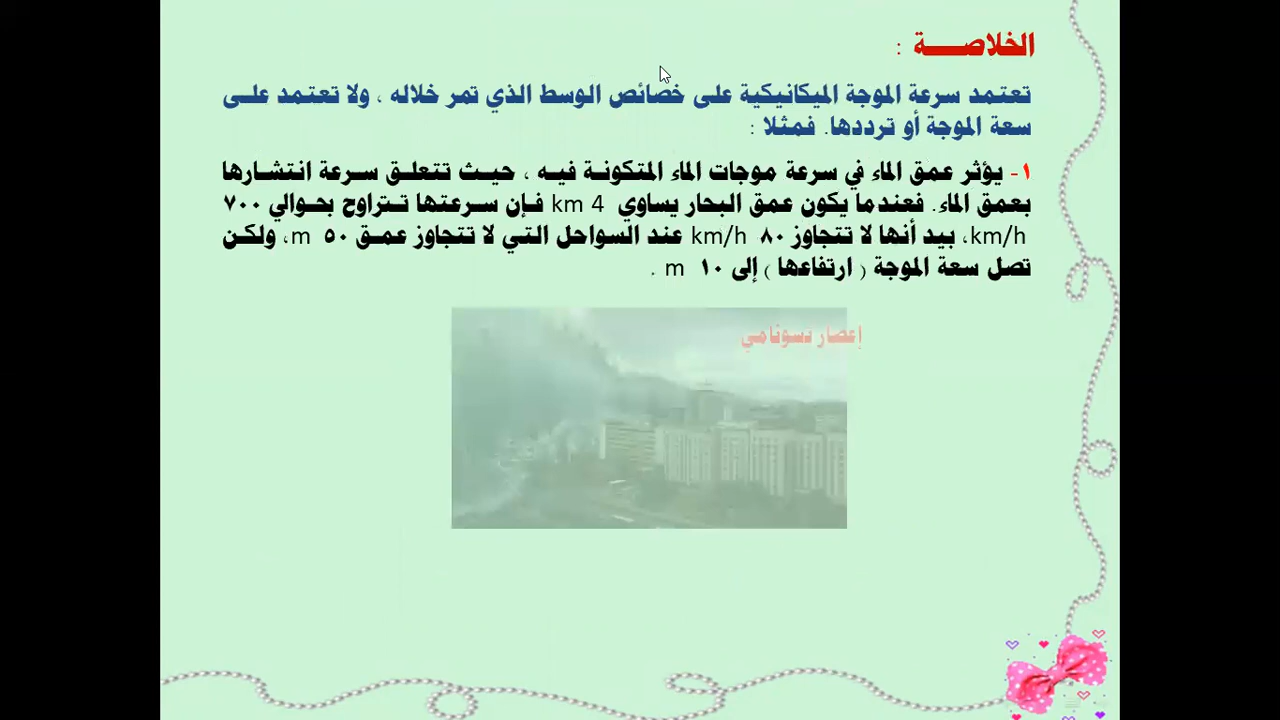 الخلاصـــــة :
تعتمد سرعة الموجة الميكانيكية على خصائص الوسط الذي تمر خلاله ، ولا تعتمد على
سعة الموجة أو ترددها. فمثلا :
١- يؤثر عمق الماء في سرعة موجات الماء المتكونة فيه ، حيث تتعلق سرعة انتشارها
بعمق الماء. فعندما يكون عمق البحار يساوي 4 km فإن سرعتها تتراوح بحوالي ٧٠٠
km/h، بيد أنها لا تتجاوز ٨٠ km/h عند السواحل التي لا تتجاوز عمق ٥٠ m، ولكن
تصل سعة الموجة ( ارتفاعها ) إلى ١٠ m .
إعصار تسونامي